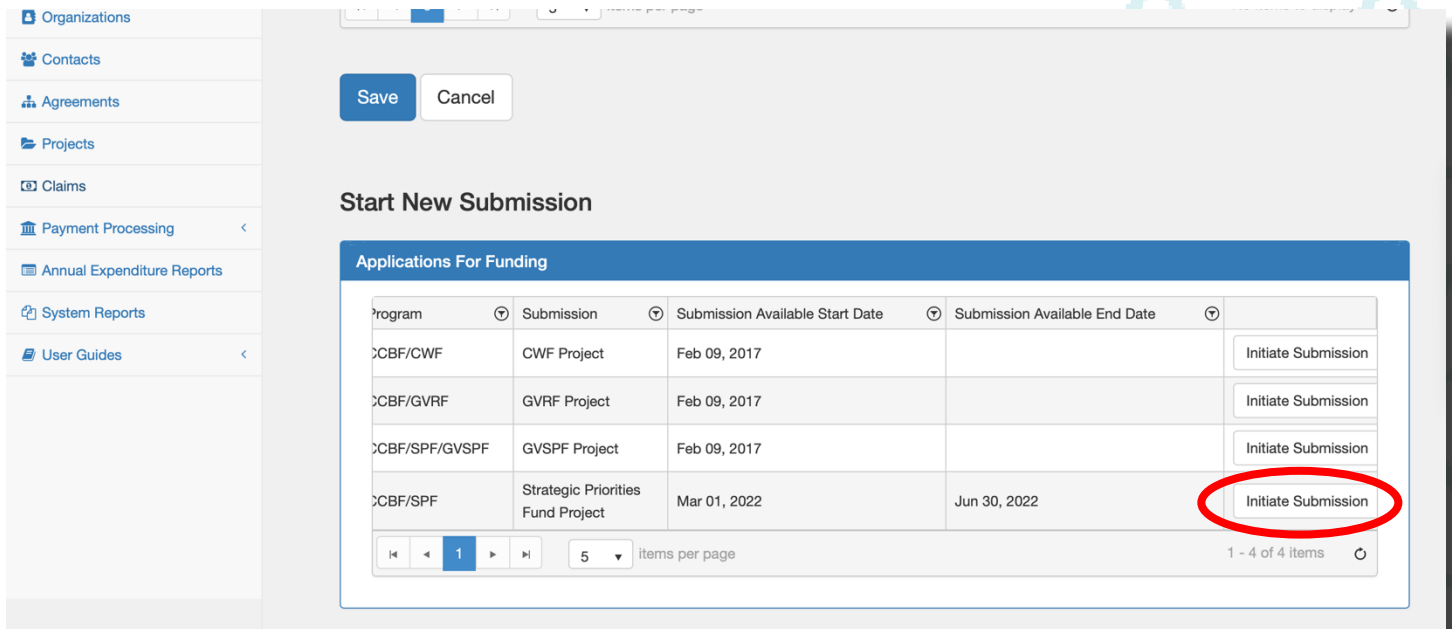 Organizations
items per page
Contacts
Agreements
Projects
Claims
Payment Processing
Annual Expenditure Reports
System Reports
User Guides
Save Cancel
Start New Submission
Applications For Funding
Program Submission Submission Available Start Date Submission Available End Date
CCBF/CWF CWF Project Feb 09, 2017 Initiate Submission
CCBF/GVRF GVRF Project Feb 09, 2017 Initiate Submission
CCBF/SPF/GVSPF GVSPF Project Feb 09, 2017 Initiate Submission
CCBF/SPF Strategic Priorities Fund Project Mar 01, 2022 Jun 30, 2022 Initiate Submission
1 5 items per page 1 - 4 of 4 items